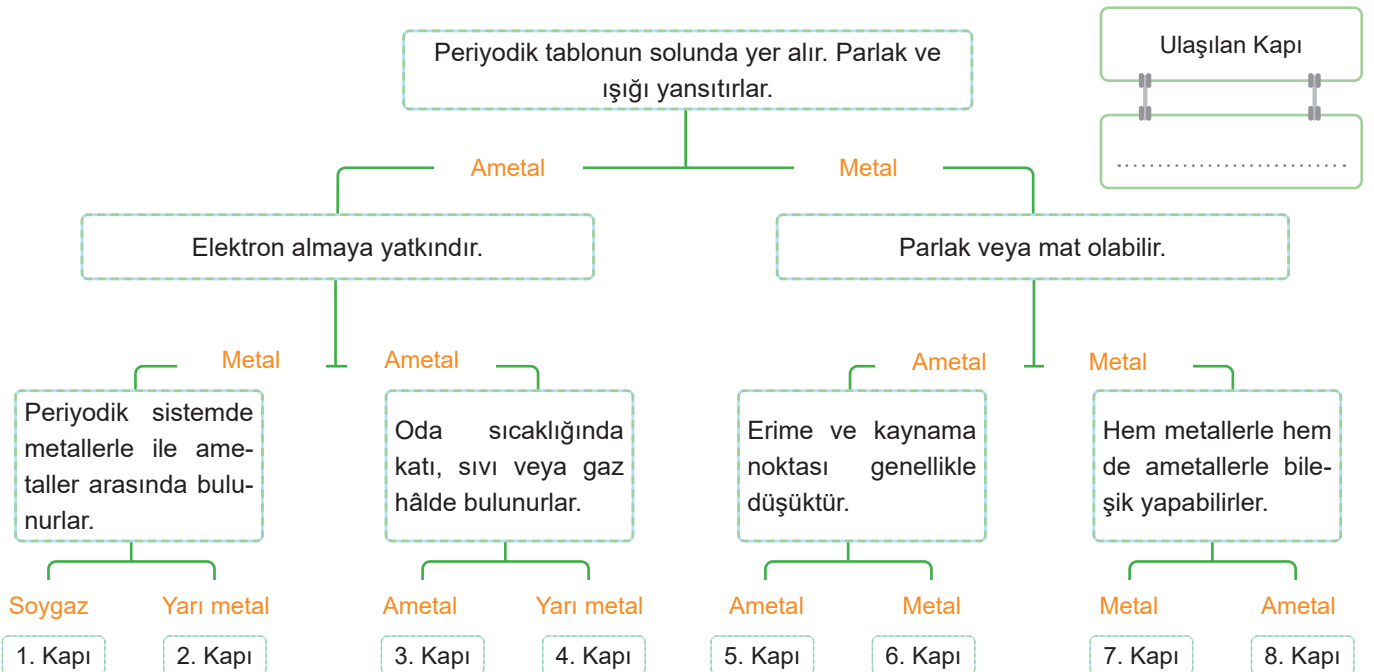 Periyodik tablonun solunda yer alır. Parlak ve
ışığı yansıtırlar.
Ulaşılan Kapı
................................
Ametal
Metal
Elektron almaya yatkındır.
Parlak veya mat olabilir.
Metal
Ametal
Ametal
Metal
Periyodik sistemde
metallerle ile ame-
taller arasında bulu-
nurlar.
Oda sıcaklığında
katı, sıvı veya gaz
hâlde bulunurlar.
Erime ve kaynama
noktası genellikle
düşüktür.
Hem metallerle hem
de ametallerle bile-
şik yapabilirler.
Soygaz
Yarı metal
Ametal
Yarı metal
Ametal
Metal
Metal
Ametal
1. Kapı
2. Kapı
3. Kapı
4. Kapı
5. Kapı
6. Kapı
7. Kapı
8. Kapı